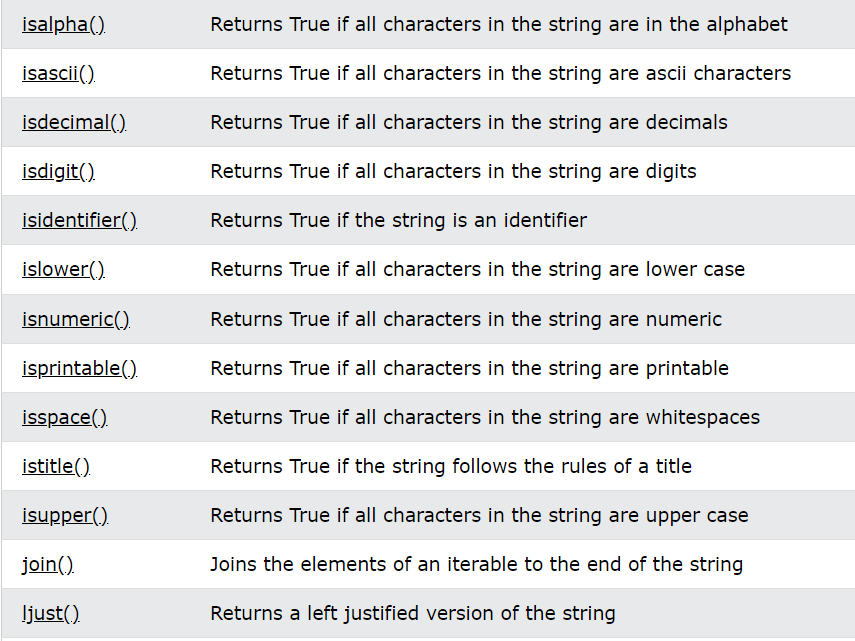 isalpha() Returns True if all characters in the string are in the alphabet
isascii() Returns True if all characters in the string are ascii characters
isdecimal() Returns True if all characters in the string are decimals
isdigit() Returns True if all characters in the string are digits
isidentifier() Returns True if the string is an identifier
islower() Returns True if all characters in the string are lower case
isnumeric() Returns True if all characters in the string are numeric
isprintable() Returns True if all characters in the string are printable
isspace() Returns True if all characters in the string are whitespaces
istitle() Returns True if the string follows the rules of a title
isupper() Returns True if all characters in the string are upper case
join() Joins the elements of an iterable to the end of the string
ljust() Returns a left justified version of the string